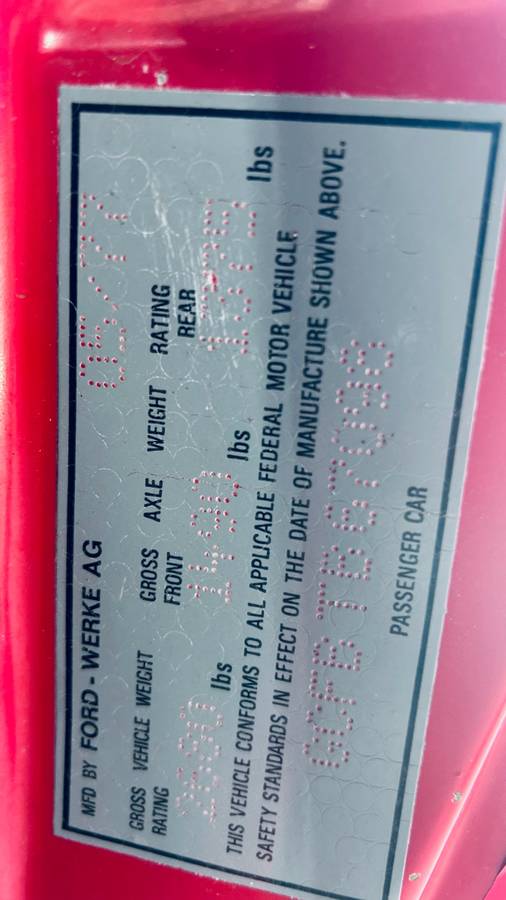 MFD BY FORD-WERKE AG 05/77
GROSS VEHICLE WEIGHT GROSS AXLE WEIGHT RATING
RATING FRONT REAR
lbs lbs lbs
THIS VEHICLE CONFORMS TO ALL APPLICABLE FEDERAL MOTOR VEHICLE
SAFETY STANDARDS IN EFFECT ON THE DATE OF MANUFACTURE SHOWN ABOVE.
PASSENGER CAR